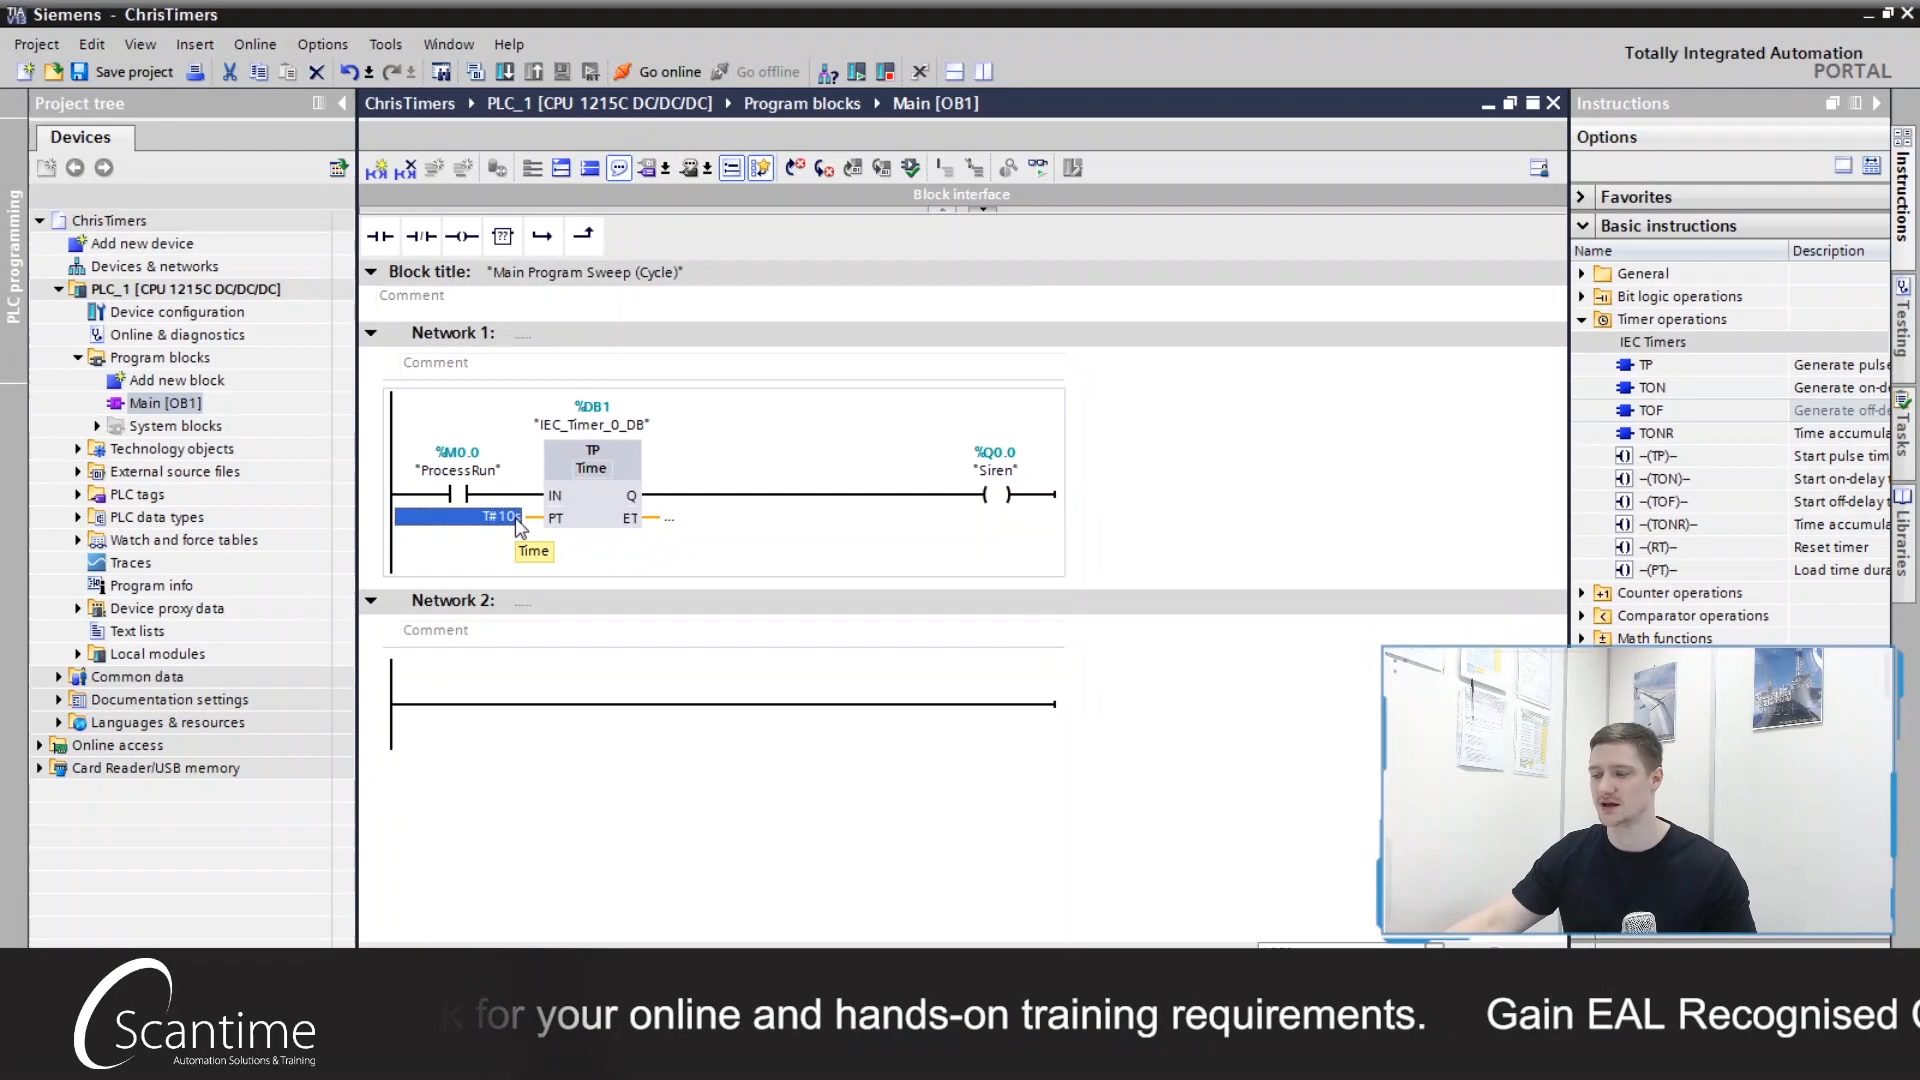 TIA V13 Siemens - ChrisTimers
Project Edit View Insert Online Options Tools Window Help
Totally Integrated Automation
PORTAL
Save project Go online Go offline
Project tree
ChrisTimers PLC_1 [CPU 1215C DC/DC/DC] Program blocks Main [OB1]
Instructions
Devices
Options
Block interface
PLC programming
ChrisTimers
Add new device
Devices & networks
PLC_1 [CPU 1215C DC/DC/DC]
Device configuration
Online & diagnostics
Program blocks
Add new block
Main [OB1]
System blocks
Technology objects
External source files
PLC tags
PLC data types
Watch and force tables
Traces
Program info
Device proxy data
Text lists
Local modules
Common data
Documentation settings
Languages & resources
Online access
Card Reader/USB memory
??
Block title: "Main Program Sweep (Cycle)"
Comment
Network 1: .....
Comment
%DB1
"IEC_Timer_0_DB"
TP
Time
%M0.0
"ProcessRun"
%Q0.0
"Siren"
IN Q
T#10s PT ET ...
Time
Network 2: .....
Comment
Favorites
Basic instructions
Name Description
General
Bit logic operations
Timer operations
IEC Timers
TP Generate pulse
TON Generate on-de
TOF Generate off-de
TONR Time accumula
-(TP)- Start pulse tim
-(TON)- Start on-delay t
-(TOF)- Start off-delay t
-(TONR)- Time accumula
-(RT)- Reset timer
-(PT)- Load time dura
Counter operations
Comparator operations
Math functions
Instructions
Testing
Tasks
Libraries
Scantime
Automation Solutions & Training
k for your online and hands-on training requirements. Gain EAL Recognised